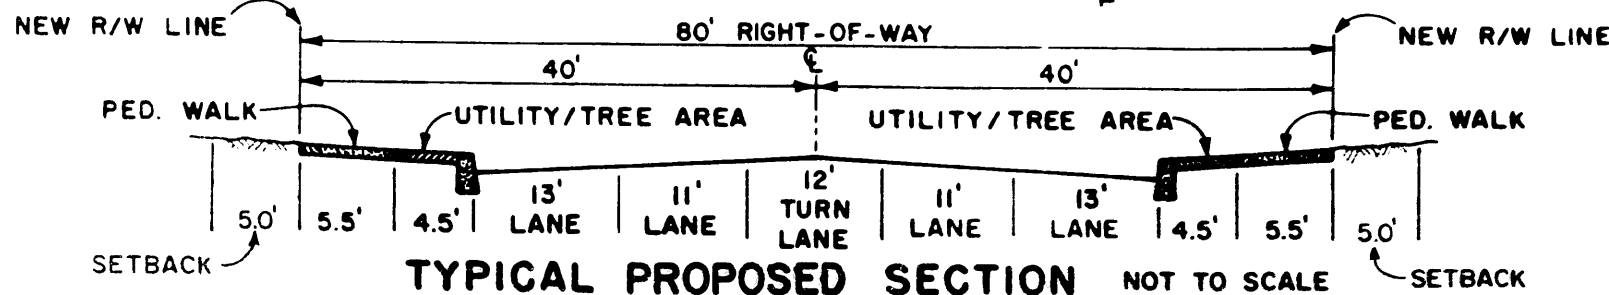 NEW R/W LINE
80' RIGHT-OF-WAY
NEW R/W LINE
℄
40'
40'
PED. WALK
UTILITY/TREE AREA
UTILITY/TREE AREA
PED. WALK
5.0'
5.5'
4.5'
13'
LANE
11'
LANE
12'
TURN
LANE
11'
LANE
13'
LANE
4.5'
5.5'
5.0'
SETBACK
TYPICAL PROPOSED SECTION
NOT TO SCALE
SETBACK